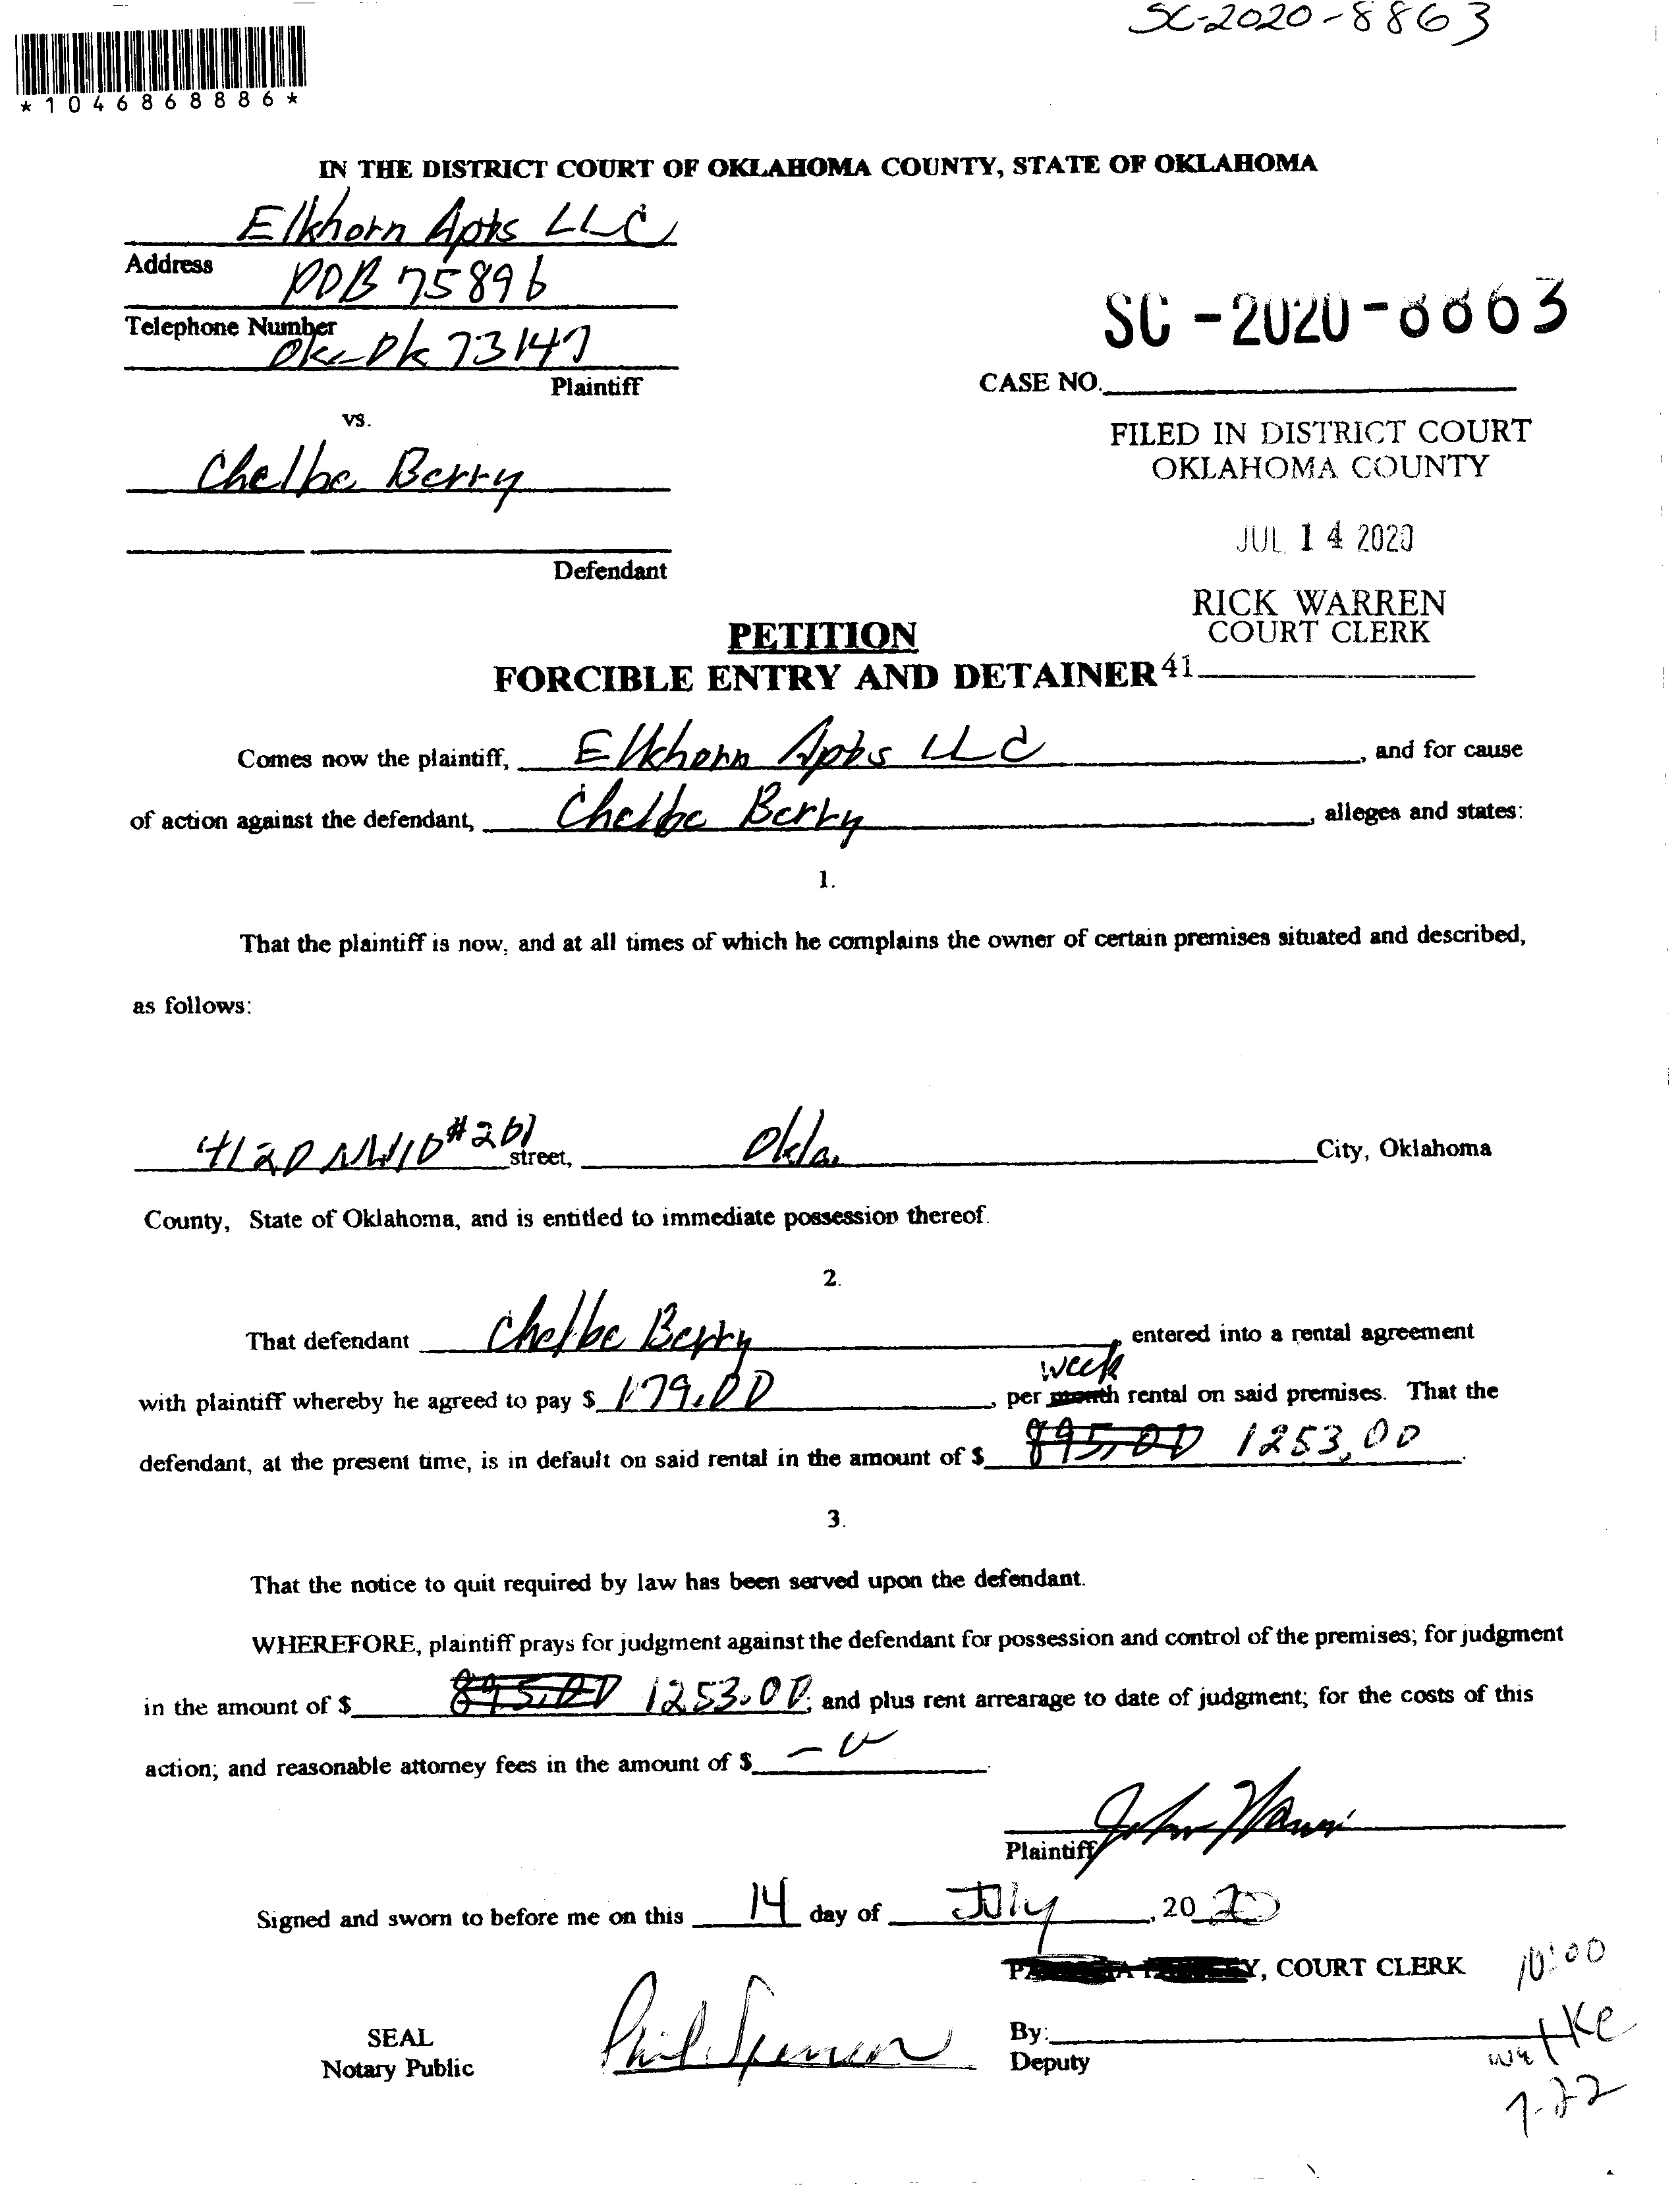 SC-2020-8863
*1046868886*
IN THE DISTRICT COURT OF OKLAHOMA COUNTY, STATE OF OKLAHOMA
Elkhorn Apts LLC
Address POB 75896
Telephone Number
Okc Ok 73147
Plaintiff
SC-2020-8863
CASE NO.
vs.
FILED IN DISTRICT COURT
OKLAHOMA COUNTY
Chelbe Berry
JUL 14 2020
Defendant
RICK WARREN
COURT CLERK
PETITION
FORCIBLE ENTRY AND DETAINER 41
Comes now the plaintiff, Elkhorn Apts LLC, and for cause
of action against the defendant, Chelbe Berry, alleges and states:
1.
That the plaintiff is now, and at all times of which he complains the owner of certain premises situated and described,
as follows:
4120 NW10 #201 street, Okla. City, Oklahoma
County, State of Oklahoma, and is entitled to immediate possession thereof.
2.
That defendant Chelbe Berry, entered into a rental agreement
week
with plaintiff whereby he agreed to pay $ 179.00, per month rental on said premises. That the
defendant, at the present time, is in default on said rental in the amount of $ 895.00 1253.00.
3.
That the notice to quit required by law has been served upon the defendant.
WHEREFORE, plaintiff prays for judgment against the defendant for possession and control of the premises; for judgment
in the amount of $ 895.00 1253.00; and plus rent arrearage to date of judgment; for the costs of this
action; and reasonable attorney fees in the amount of $
John
Plaintiff
Signed and sworn to before me on this 14 day of July, 2020
, COURT CLERK
10:00
SEAL
Notary Public
Phil
By:
Deputy
KC
7-22